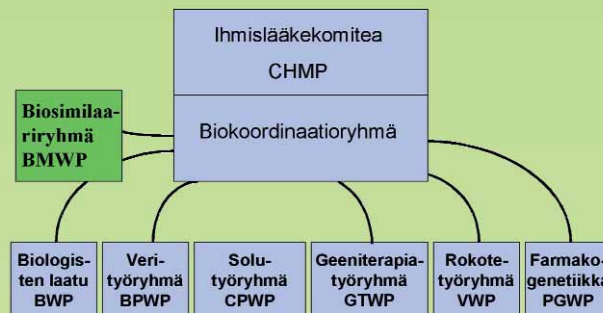 Ihmislääkekomitea
CHMP
Biosimilaa-
riryhmä
BMWP
Biokoordinaatioryhmä
Biologis-
ten laatu
BWP
Veri-
työryhmä
BPWP
Solu-
työryhmä
CPWP
Geeniterapia-
työryhmä
GTWP
Rokote-
työryhmä
VWP
Farmako-
genetiikka
PGWP